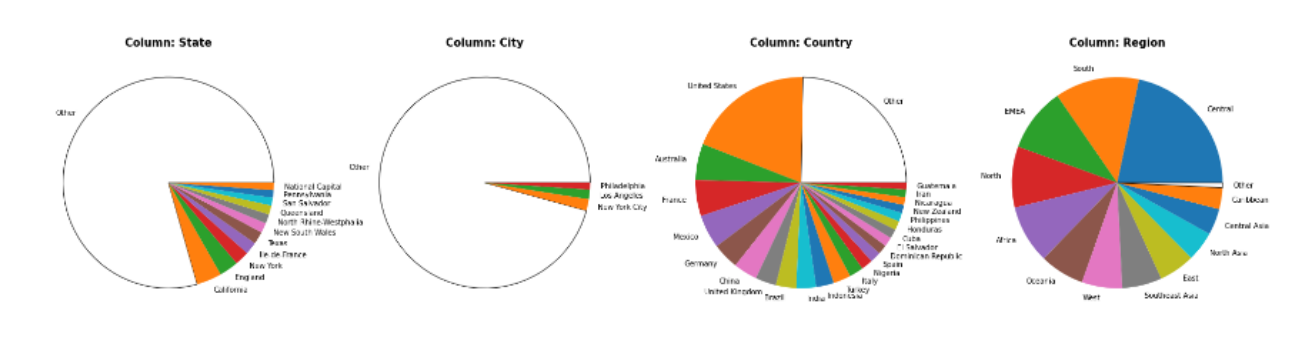 Column: State
Other
National Capital
Pennsylvania
San Salvador
Queensland
North Rhine-Westphalia
New South Wales
Texas
Ile de France
New York
England
California
Column: City
Other
Philadelphia
Los Angeles
New York City
Column: Country
Other
United States
Australia
France
Mexico
Germany
China
United Kingdom
Brazil
India
Indonesia
Turkey
Italy
Nigeria
Spain
Dominican Republic
El Salvador
Cuba
Honduras
Philippines
New Zealand
Nicaragua
Iran
Guatemala
Column: Region
Central
South
EMEA
North
Africa
Oceania
West
Southeast Asia
East
North Asia
Central Asia
Caribbean
Other